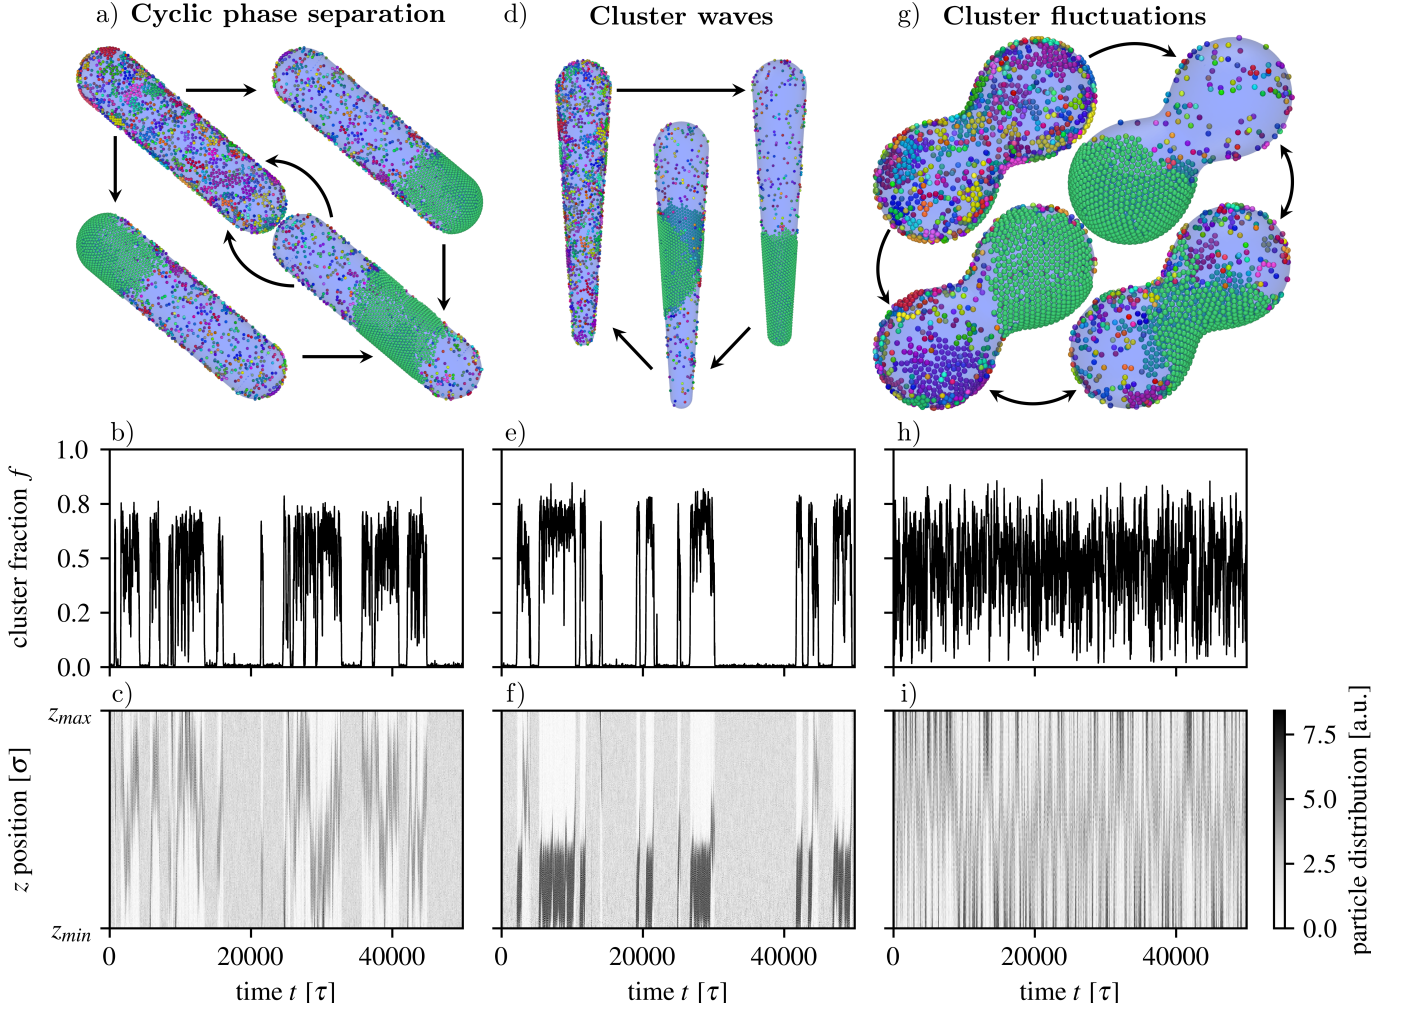 a) Cyclic phase separation
d) Cluster waves
g) Cluster fluctuations
b)
e)
h)
1.0
0.8
0.5
0.2
0.0
cluster fraction f
c)
f)
i)
z_max
z_min
z position [σ]
0 20000 40000
0 20000 40000
0 20000 40000
time t [τ]
time t [τ]
time t [τ]
7.5
5.0
2.5
0.0
particle distribution [a.u.]